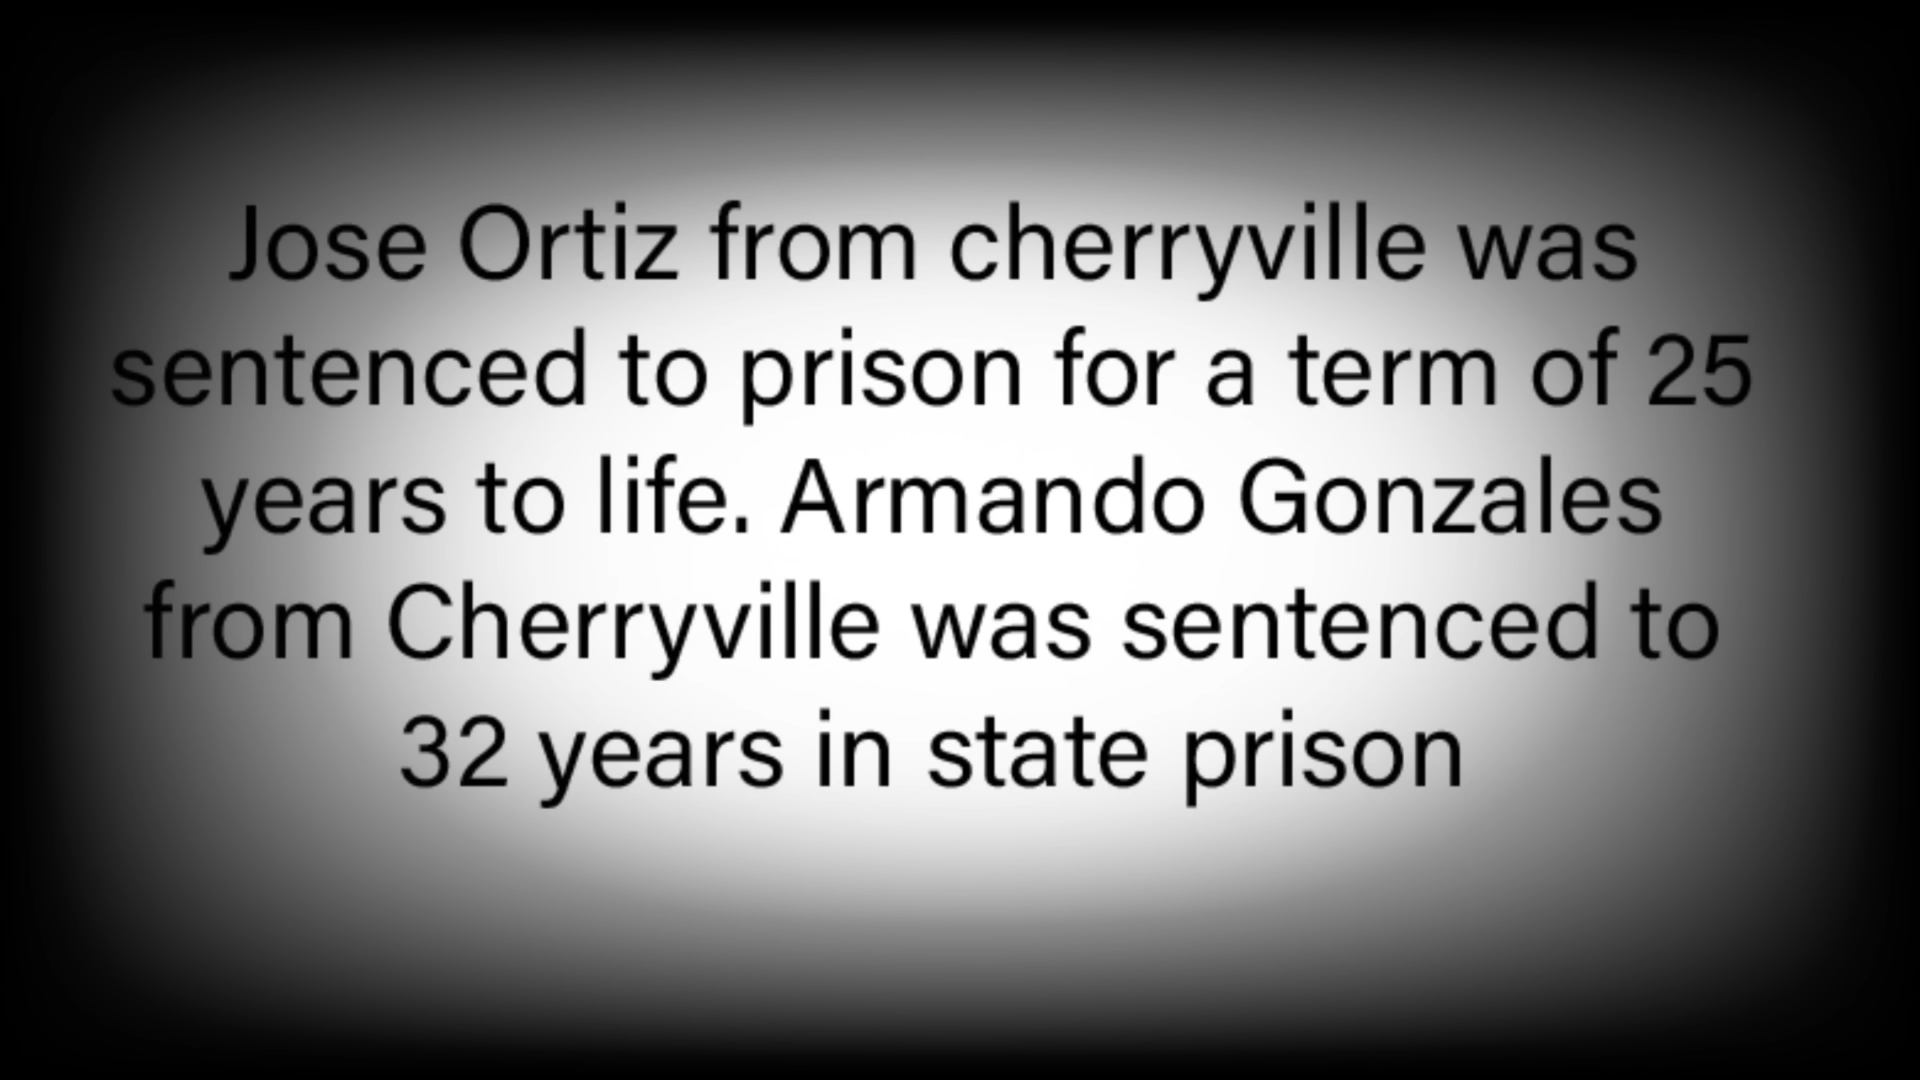 Jose Ortiz from cherryville was
sentenced to prison for a term of 25
years to life. Armando Gonzales
from Cherryville was sentenced to
32 years in state prison